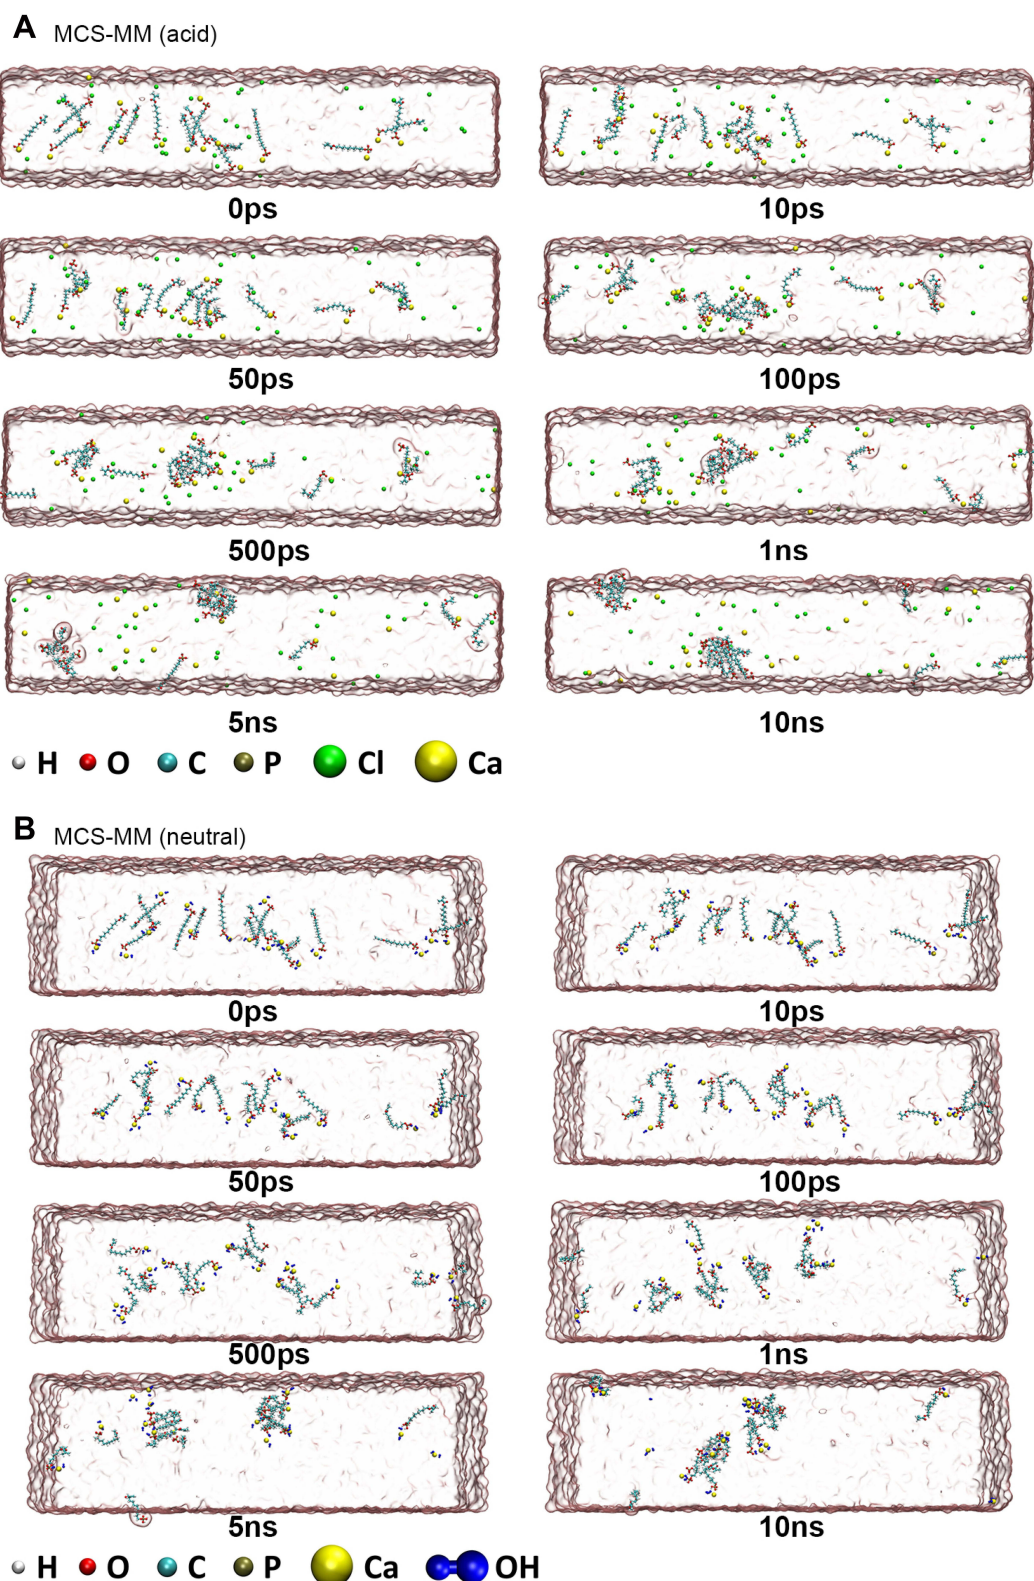 A MCS-MM (acid)
0ps 10ps
50ps 100ps
500ps 1ns
5ns 10ns
H O C P Cl Ca
B MCS-MM (neutral)
0ps 10ps
50ps 100ps
500ps 1ns
5ns 10ns
H O C P Ca OH